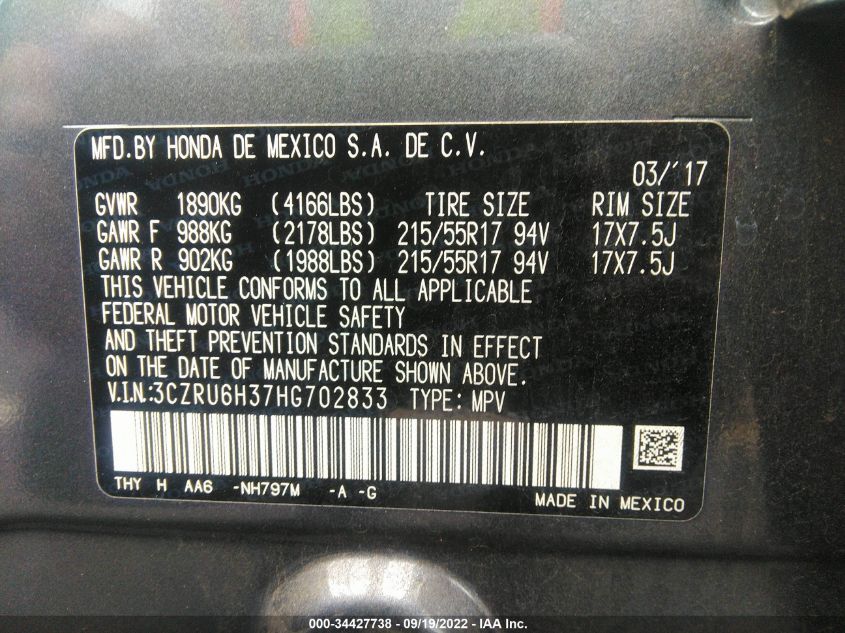 MFD.BY HONDA DE MEXICO S.A. DE C.V.
03/´17
GVWR 1890KG (4166LBS) TIRE SIZE RIM SIZE
GAWR F 988KG (2178LBS) 215/55R17 94V 17X7.5J
GAWR R 902KG (1988LBS) 215/55R17 94V 17X7.5J
THIS VEHICLE CONFORMS TO ALL APPLICABLE
FEDERAL MOTOR VEHICLE SAFETY
AND THEFT PREVENTION STANDARDS IN EFFECT
ON THE DATE OF MANUFACTURE SHOWN ABOVE.
V.I.N.:3CZRU6H37HG702833 TYPE: MPV
THY H AA6 -NH797M -A -G
MADE IN MEXICO
000-34427738 - 09/19/2022 - IAA Inc.